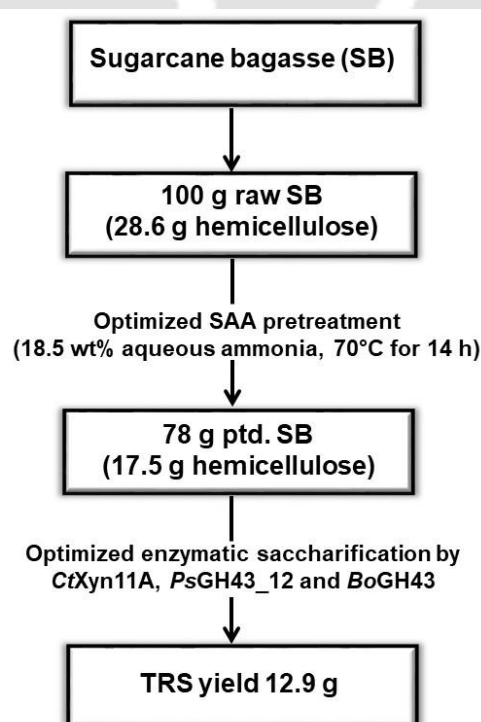 Sugarcane bagasse (SB)
100 g raw SB
(28.6 g hemicellulose)
Optimized SAA pretreatment
(18.5 wt% aqueous ammonia, 70°C for 14 h)
78 g ptd. SB
(17.5 g hemicellulose)
Optimized enzymatic saccharification by
CtXyn11A, PsGH43_12 and BoGH43
TRS yield 12.9 g